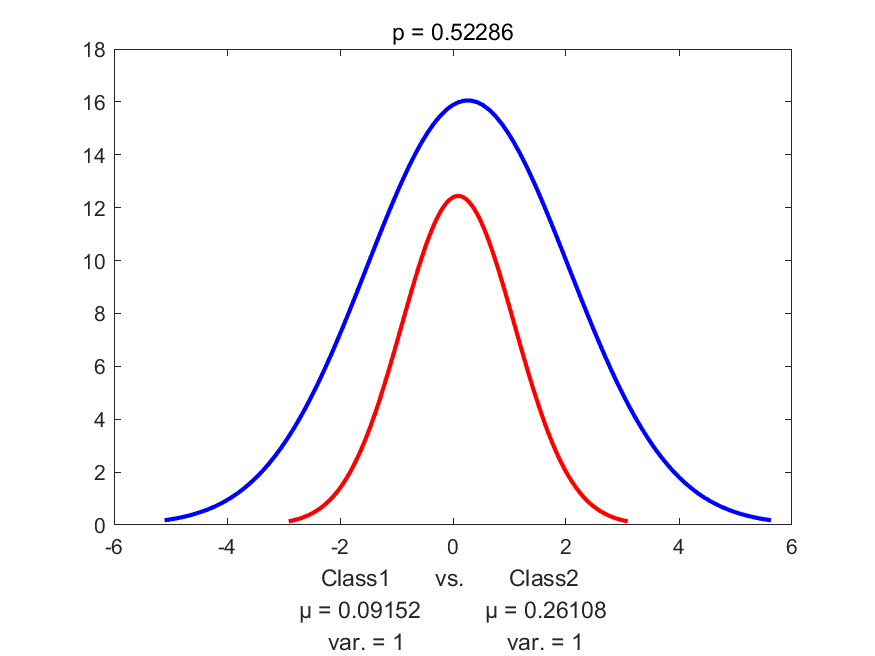 p = 0.52286
18
16
14
12
10
8
6
4
2
0
-6 -4 -2 0 2 4 6
Class1 vs. Class2
μ = 0.09152 μ = 0.26108
var. = 1 var. = 1